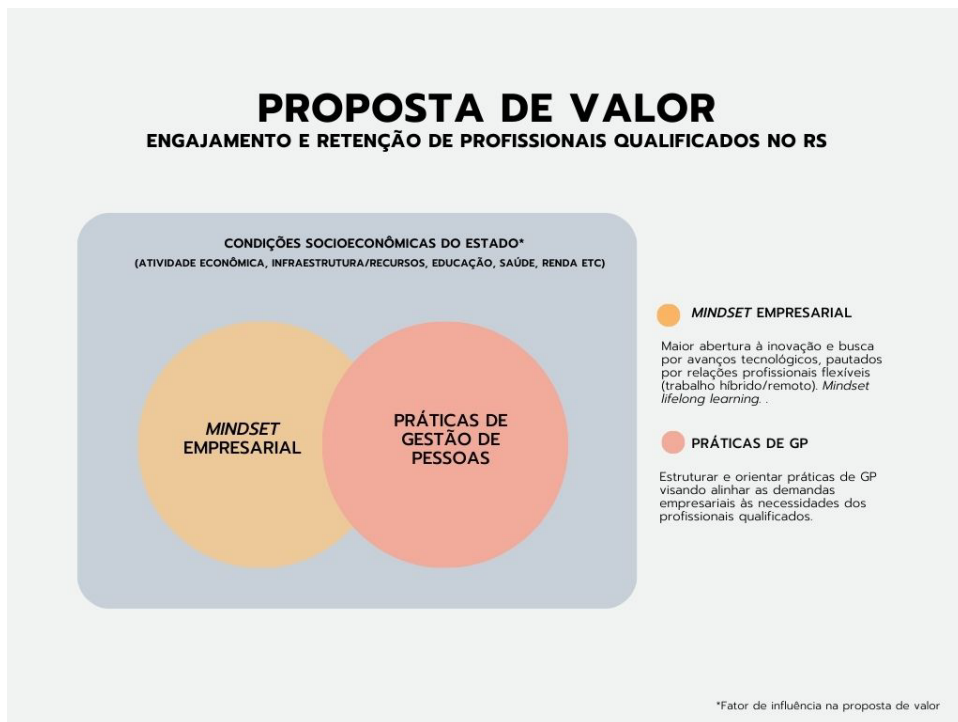 PROPOSTA DE VALOR
ENGAJAMENTO E RETENÇÃO DE PROFISSIONAIS QUALIFICADOS NO RS
CONDIÇÕES SOCIOECONÔMICAS DO ESTADO*
(ATIVIDADE ECONÔMICA, INFRAESTRUTURA/RECURSOS, EDUCAÇÃO, SAÚDE, RENDA ETC)
MINDSET
EMPRESARIAL
PRÁTICAS DE
GESTÃO DE
PESSOAS
MINDSET EMPRESARIAL
Maior abertura à inovação e busca
por avanços tecnológicos, pautados
por relações profissionais flexíveis
(trabalho híbrido/remoto). Mindset
lifelong learning. .
PRÁTICAS DE GP
Estruturar e orientar práticas de GP
visando alinhar as demandas
empresariais às necessidades dos
profissionais qualificados.
*Fator de influência na proposta de valor